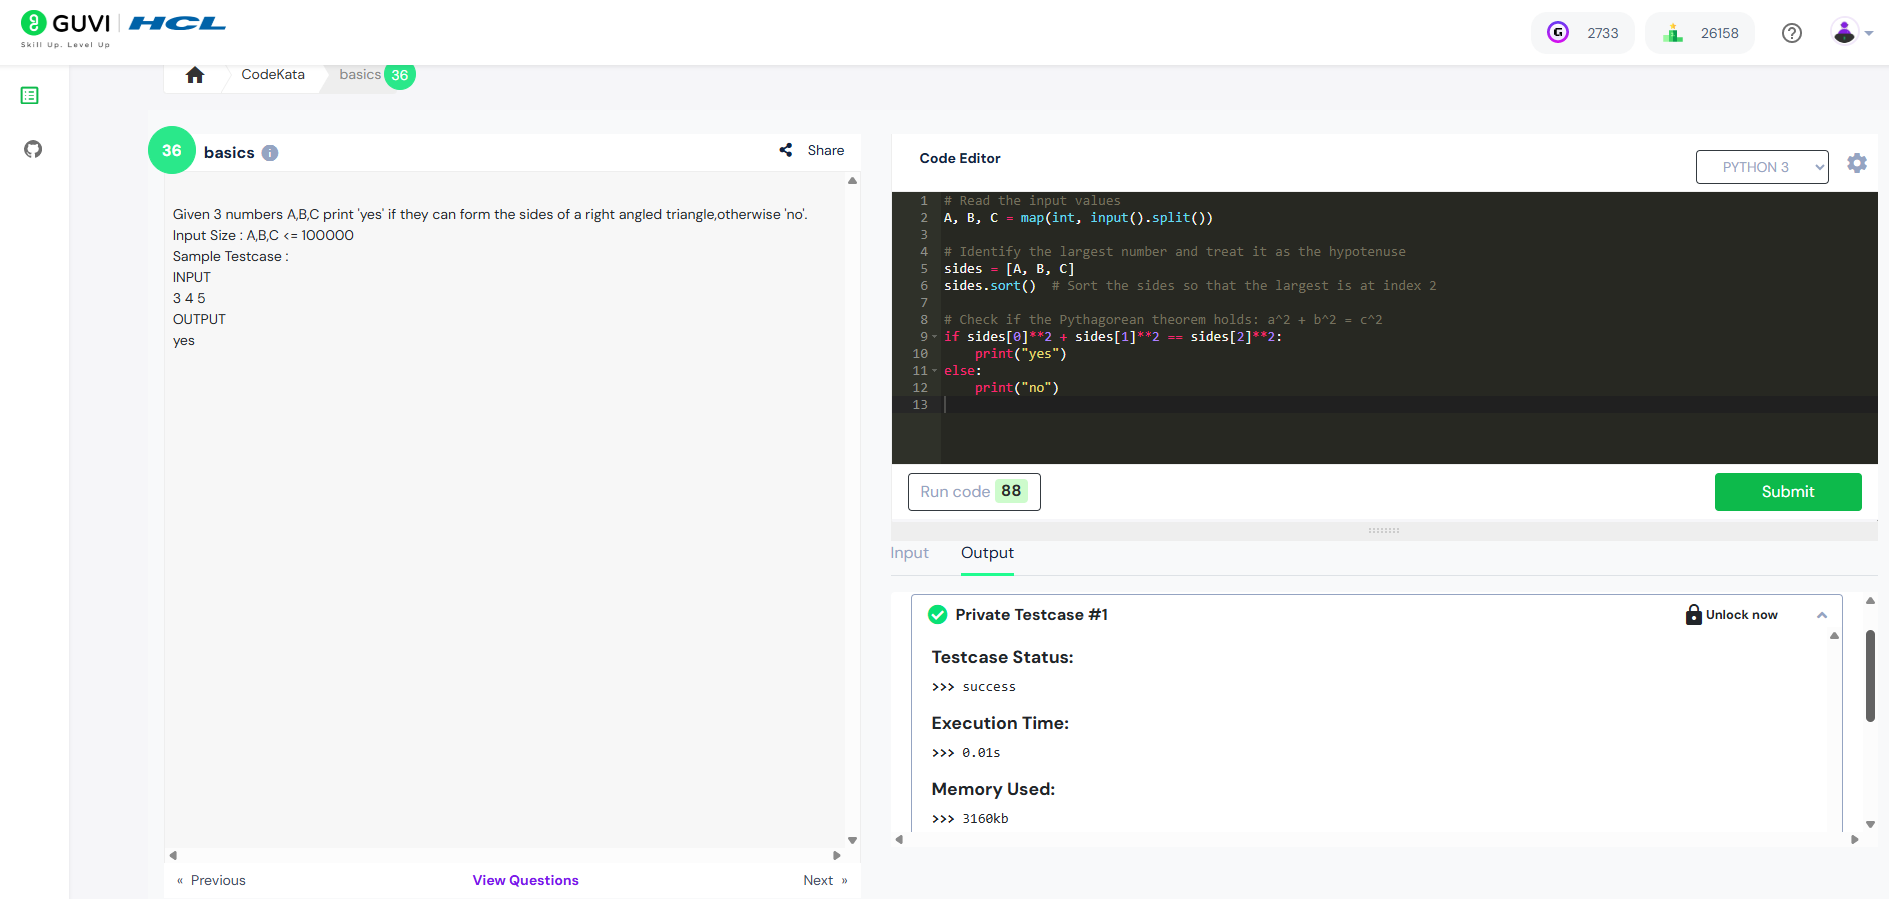 GUVI HCL
Skill Up. Level Up
2733
26158
CodeKata
basics 36
36 basics
Share
Given 3 numbers A,B,C print 'yes' if they can form the sides of a right angled triangle,otherwise 'no'.
Input Size : A,B,C <= 100000
Sample Testcase :
INPUT
3 4 5
OUTPUT
yes
« Previous
View Questions
Next »
Code Editor
PYTHON 3
1 # Read the input values
2 A, B, C = map(int, input().split())
3
4 # Identify the largest number and treat it as the hypotenuse
5 sides = [A, B, C]
6 sides.sort()  # Sort the sides so that the largest is at index 2
7
8 # Check if the Pythagorean theorem holds: a^2 + b^2 = c^2
9 if sides[0]**2 + sides[1]**2 == sides[2]**2:
10     print("yes")
11 else:
12     print("no")
13
Run code 88
Submit
Input
Output
Private Testcase #1
Unlock now
Testcase Status:
>>> success
Execution Time:
>>> 0.01s
Memory Used:
>>> 3160kb